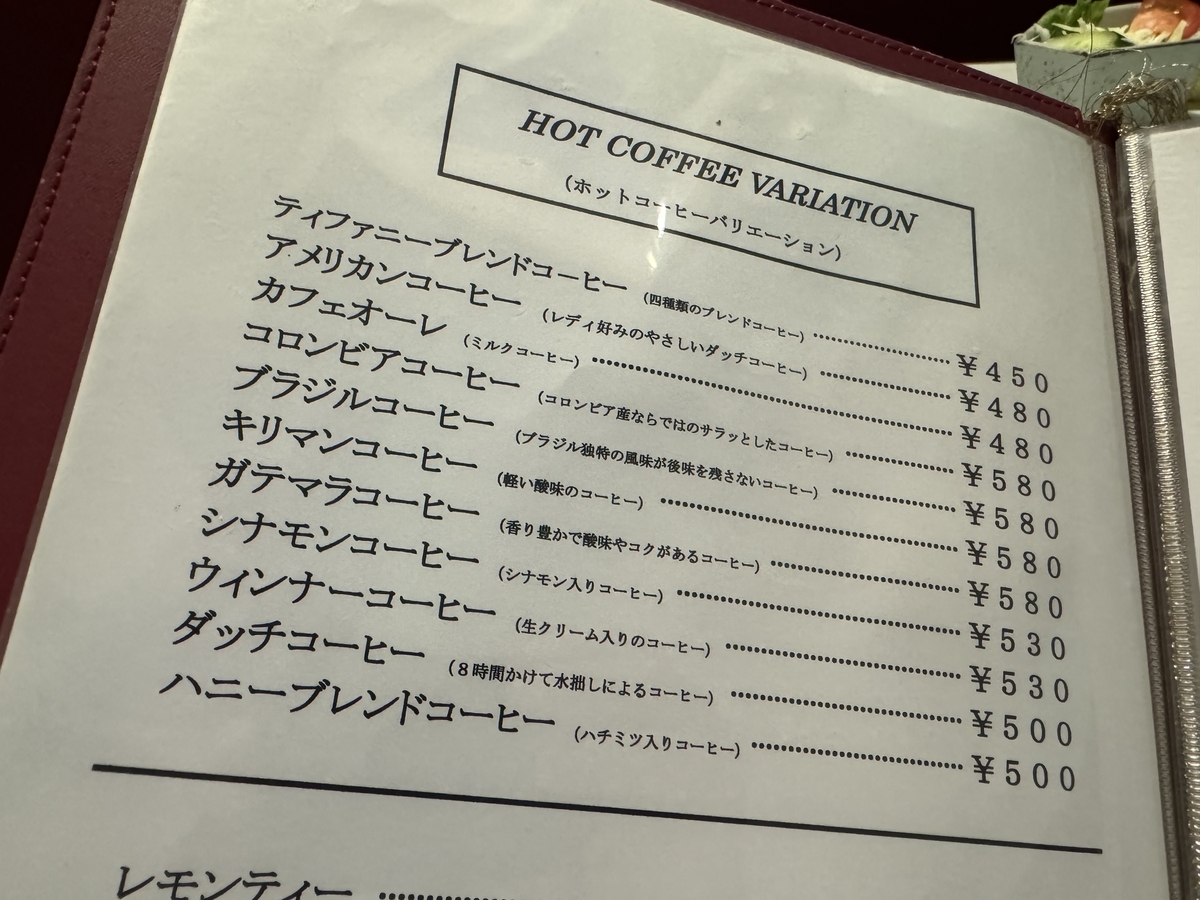 HOT COFFEE VARIATION
(ホットコーヒーバリエーション)
ティファニーブレンドコーヒー (四種類のブレンドコーヒー) ¥450
アメリカンコーヒー (レディ好みのやさしいダッチコーヒー) ¥480
カフェオーレ (ミルクコーヒー) ¥480
コロンビアコーヒー (コロンビア産ならではのサラッとしたコーヒー) ¥580
ブラジルコーヒー (ブラジル独特の風味が後味を残さないコーヒー) ¥580
キリマンコーヒー (軽い酸味のコーヒー) ¥580
ガテマラコーヒー (香り豊かで酸味やコクがあるコーヒー) ¥580
シナモンコーヒー (シナモン入りコーヒー) ¥530
ウィンナーコーヒー (生クリーム入りのコーヒー) ¥530
ダッチコーヒー (8時間かけて水拙しによるコーヒー) ¥500
ハニーブレンドコーヒー (ハチミツ入りコーヒー) ¥500
レモンティー